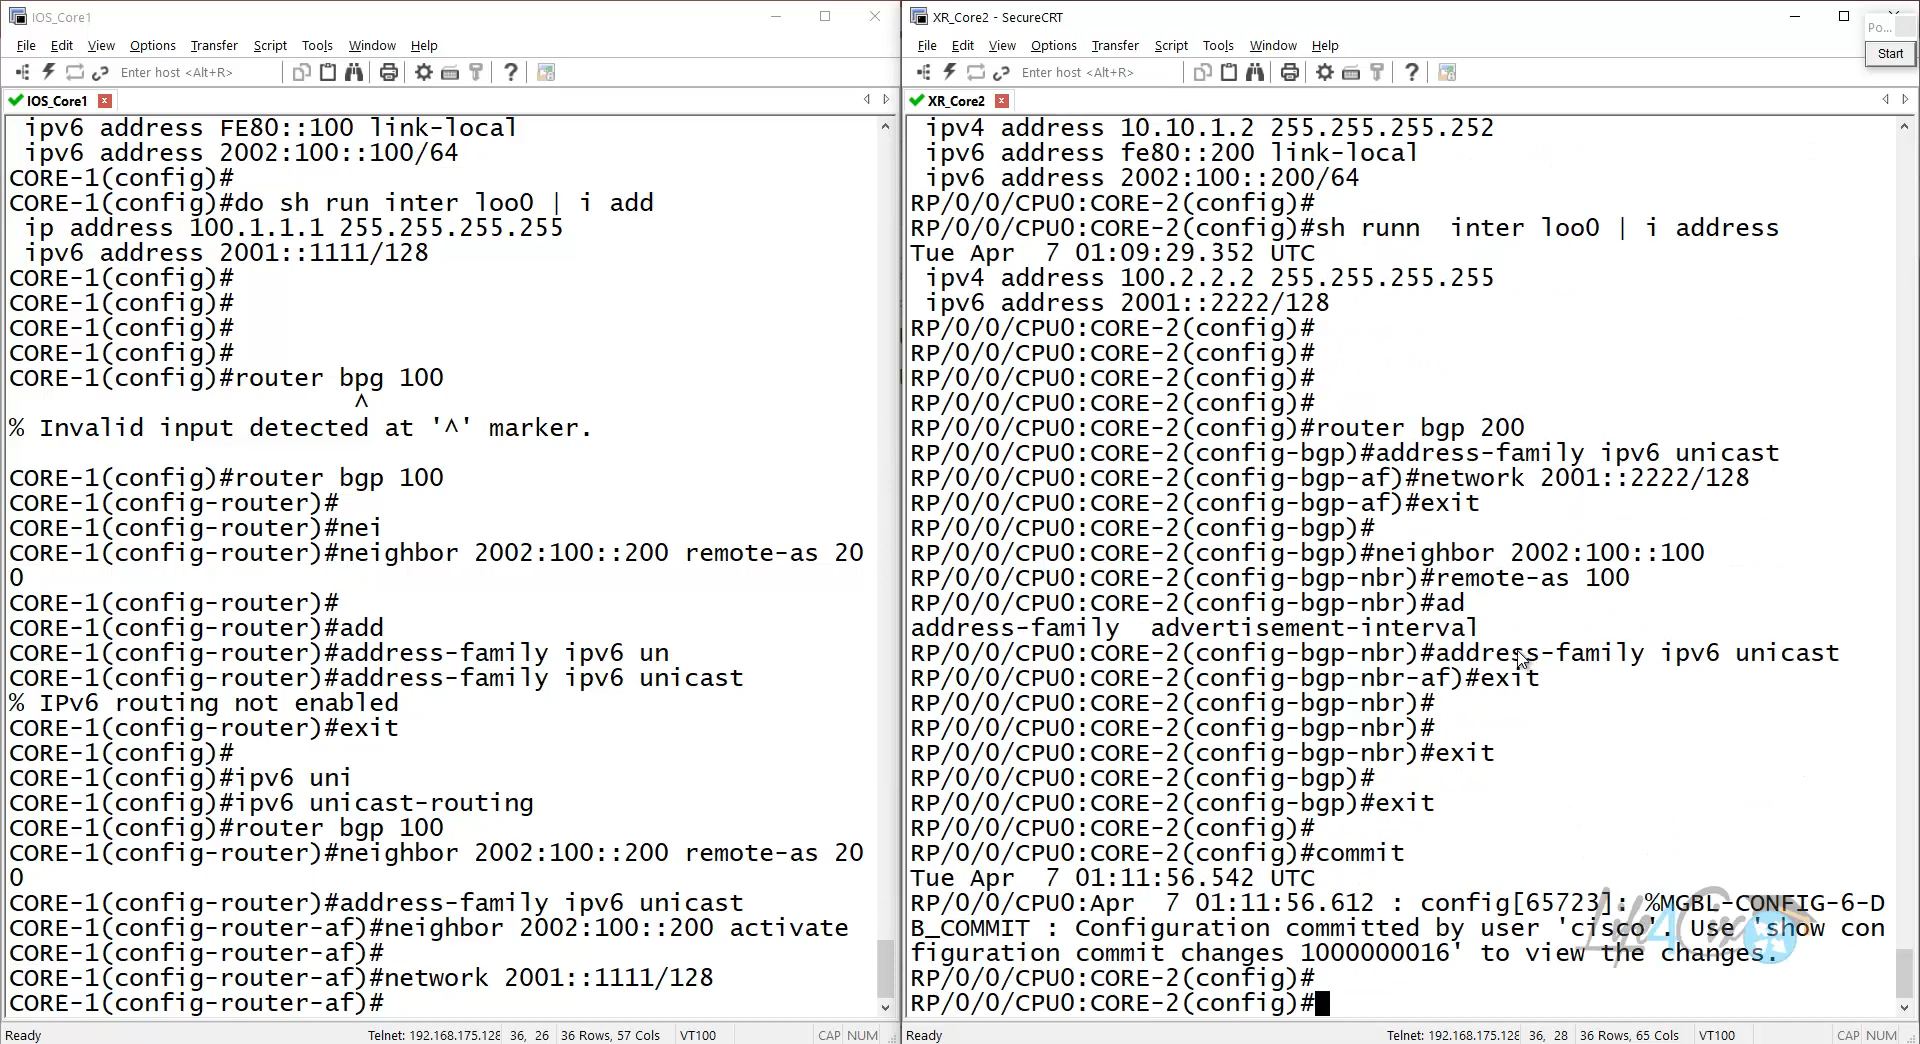 IOS_Core1
File Edit View Options Transfer Script Tools Window Help
Enter host <Alt+R>
IOS_Core1
 ipv6 address FE80::100 link-local
 ipv6 address 2002:100::100/64
CORE-1(config)#
CORE-1(config)#do sh run inter loo0 | i add
 ip address 100.1.1.1 255.255.255.255
 ipv6 address 2001::1111/128
CORE-1(config)#
CORE-1(config)#
CORE-1(config)#
CORE-1(config)#
CORE-1(config)#router bpg 100
^
% Invalid input detected at '^' marker.
CORE-1(config)#router bgp 100
CORE-1(config-router)#
CORE-1(config-router)#nei
CORE-1(config-router)#neighbor 2002:100::200 remote-as 20
0
CORE-1(config-router)#
CORE-1(config-router)#add
CORE-1(config-router)#address-family ipv6 un
CORE-1(config-router)#address-family ipv6 unicast
% IPv6 routing not enabled
CORE-1(config-router)#exit
CORE-1(config)#
CORE-1(config)#ipv6 uni
CORE-1(config)#ipv6 unicast-routing
CORE-1(config)#router bgp 100
CORE-1(config-router)#neighbor 2002:100::200 remote-as 20
0
CORE-1(config-router)#address-family ipv6 unicast
CORE-1(config-router-af)#neighbor 2002:100::200 activate
CORE-1(config-router-af)#
CORE-1(config-router-af)#network 2001::1111/128
CORE-1(config-router-af)#
Ready Telnet: 192.168.175.128 36, 26 36 Rows, 57 Cols VT100 CAP NUM
XR_Core2 - SecureCRT
Po...
Start
File Edit View Options Transfer Script Tools Window Help
Enter host <Alt+R>
XR_Core2
 ipv4 address 10.10.1.2 255.255.255.252
 ipv6 address fe80::200 link-local
 ipv6 address 2002:100::200/64
RP/0/0/CPU0:CORE-2(config)#
RP/0/0/CPU0:CORE-2(config)#sh runn  inter loo0 | i address
Tue Apr  7 01:09:29.352 UTC
 ipv4 address 100.2.2.2 255.255.255.255
 ipv6 address 2001::2222/128
RP/0/0/CPU0:CORE-2(config)#
RP/0/0/CPU0:CORE-2(config)#
RP/0/0/CPU0:CORE-2(config)#
RP/0/0/CPU0:CORE-2(config)#
RP/0/0/CPU0:CORE-2(config)#router bgp 200
RP/0/0/CPU0:CORE-2(config-bgp)#address-family ipv6 unicast
RP/0/0/CPU0:CORE-2(config-bgp-af)#network 2001::2222/128
RP/0/0/CPU0:CORE-2(config-bgp-af)#exit
RP/0/0/CPU0:CORE-2(config-bgp)#
RP/0/0/CPU0:CORE-2(config-bgp)#neighbor 2002:100::100
RP/0/0/CPU0:CORE-2(config-bgp-nbr)#remote-as 100
RP/0/0/CPU0:CORE-2(config-bgp-nbr)#ad
address-family  advertisement-interval
RP/0/0/CPU0:CORE-2(config-bgp-nbr)#address-family ipv6 unicast
RP/0/0/CPU0:CORE-2(config-bgp-nbr-af)#exit
RP/0/0/CPU0:CORE-2(config-bgp-nbr)#
RP/0/0/CPU0:CORE-2(config-bgp-nbr)#
RP/0/0/CPU0:CORE-2(config-bgp-nbr)#exit
RP/0/0/CPU0:CORE-2(config-bgp)#
RP/0/0/CPU0:CORE-2(config-bgp)#exit
RP/0/0/CPU0:CORE-2(config)#
RP/0/0/CPU0:CORE-2(config)#commit
Tue Apr  7 01:11:56.542 UTC
RP/0/0/CPU0:Apr  7 01:11:56.612 : config[65723]: %MGBL-CONFIG-6-D
B_COMMIT : Configuration committed by user 'cisco'. Use 'show con
figuration commit changes 1000000016' to view the changes.
RP/0/0/CPU0:CORE-2(config)#
RP/0/0/CPU0:CORE-2(config)#
Ready Telnet: 192.168.175.128 36, 28 36 Rows, 65 Cols VT100 CAP NUM